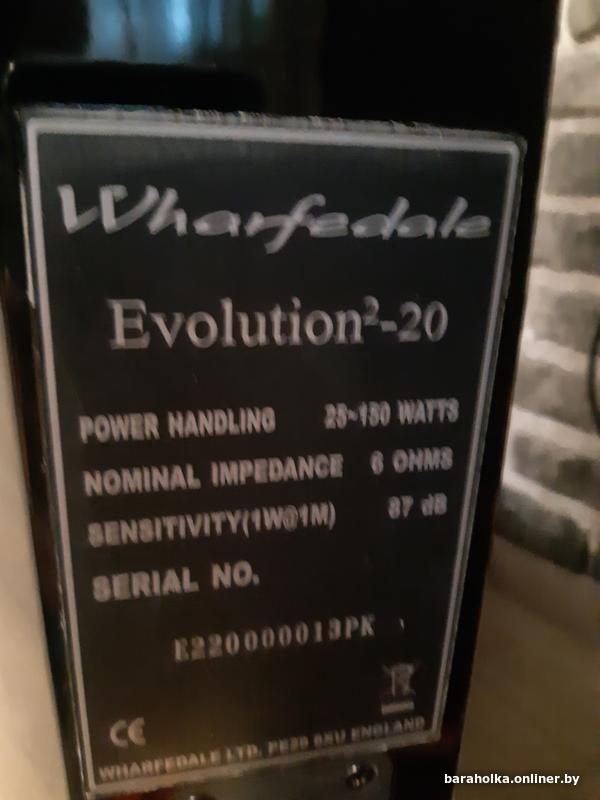 Wharfedale
Evolution²-20
POWER HANDLING 25~150 WATTS
NOMINAL IMPEDANCE 6 OHMS
SENSITIVITY(1W@1M) 87 dB
SERIAL NO.
E220000013PK
CE
WHARFEDALE LTD. PE29 6XU ENGLAND
baraholka.onliner.by